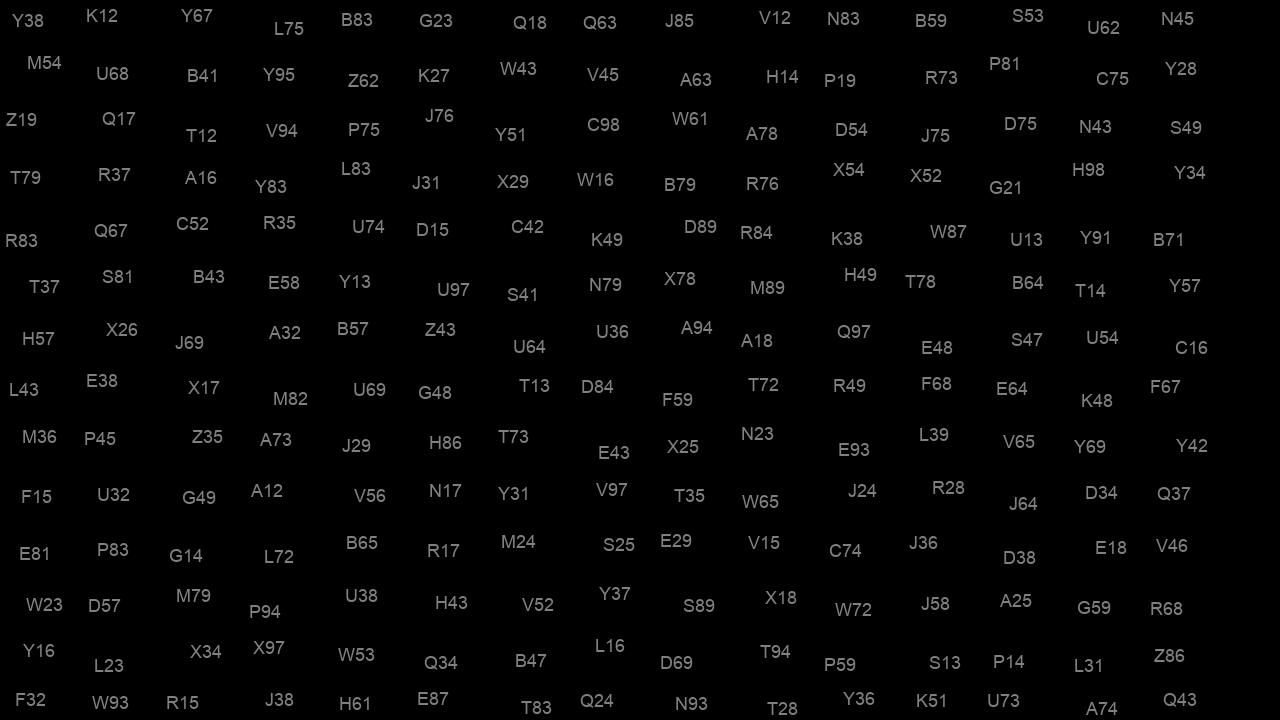 Y38 K12 Y67 L75 B83 G23 Q18 Q63 J85 V12 N83 B59 S53 U62 N45
M54 U68 B41 Y95 Z62 K27 W43 V45 A63 H14 P19 R73 P81 C75 Y28
Z19 Q17 T12 V94 P75 J76 Y51 C98 W61 A78 D54 J75 D75 N43 S49
T79 R37 A16 Y83 L83 J31 X29 W16 B79 R76 X54 X52 G21 H98 Y34
R83 Q67 C52 R35 U74 D15 C42 K49 D89 R84 K38 W87 U13 Y91 B71
T37 S81 B43 E58 Y13 U97 S41 N79 X78 M89 H49 T78 B64 T14 Y57
H57 X26 J69 A32 B57 Z43 U64 U36 A94 A18 Q97 E48 S47 U54 C16
L43 E38 X17 M82 U69 G48 T13 D84 F59 T72 R49 F68 E64 K48 F67
M36 P45 Z35 A73 J29 H86 T73 E43 X25 N23 E93 L39 V65 Y69 Y42
F15 U32 G49 A12 V56 N17 Y31 V97 T35 W65 J24 R28 J64 D34 Q37
E81 P83 G14 L72 B65 R17 M24 S25 E29 V15 C74 J36 D38 E18 V46
W23 D57 M79 P94 U38 H43 V52 Y37 S89 X18 W72 J58 A25 G59 R68
Y16 L23 X34 X97 W53 Q34 B47 L16 D69 T94 P59 S13 P14 L31 Z86
F32 W93 R15 J38 H61 E87 T83 Q24 N93 T28 Y36 K51 U73 A74 Q43